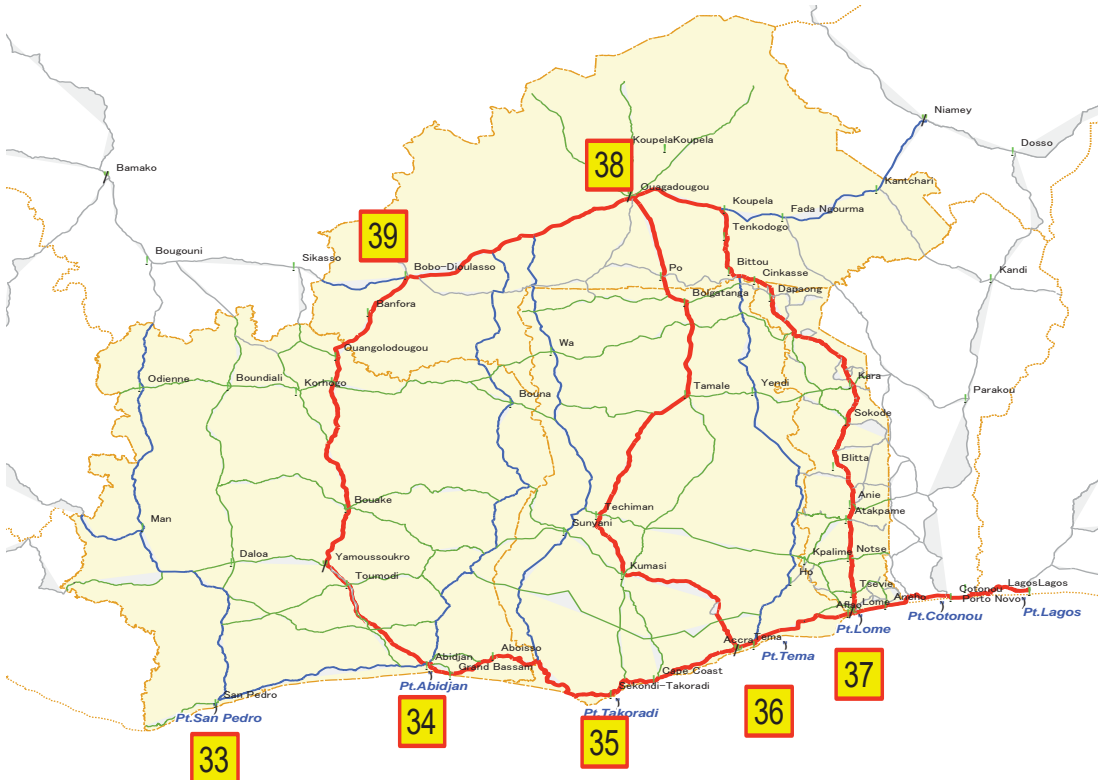 Niamey
Dosso
KoupelaKoupela
38
Bamako
Ouagadougou
Kantchari
Koupela
Fada Ngourma
39
Tenkodogo
Bougouni
Sikasso
Bobo-Dioulasso
Po
Bittou
Cinkasse
Kandi
Dapaong
Bolgatanga
Banfora
Quangolodougou
Wa
Odienne
Boundiali
Korhogo
Kara
Tamale
Yendi
Parakou
Bouna
Sokode
Blitta
Anie
Bouake
Techiman
Atakpame
Man
Sunyani
Daloa
Yamoussoukro
Kpalime
Notse
Kumasi
Ho
Toumodi
Tsevie
LagosLagos
Cotonou
Aneho
Porto Novo
Aflao
Lome
Pt.Lagos
Pt.Cotonou
Pt.Lome
Accra
Tema
Aboisso
Pt.Tema
Abidjan
Grand Bassam
Cape Coast
37
Pt.Abidjan
Sekondi-Takoradi
San Pedro
Pt.San Pedro
Pt.Takoradi
36
34
35
33